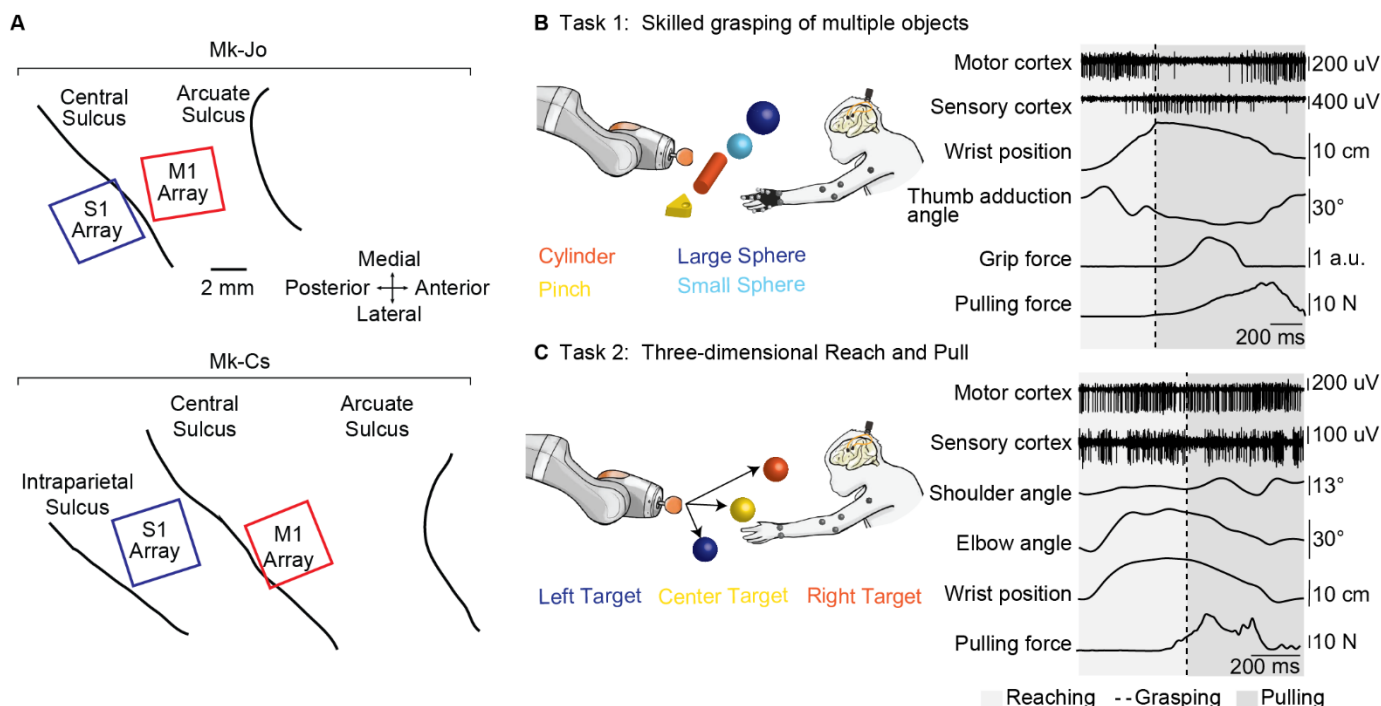 A
Mk-Jo
Central
Sulcus
Arcuate
Sulcus
M1
Array
S1
Array
2 mm
Medial
Posterior
Anterior
Lateral
Mk-Cs
Central
Sulcus
Arcuate
Sulcus
Intraparietal
Sulcus
S1
Array
M1
Array
B Task 1: Skilled grasping of multiple objects
Cylinder
Large Sphere
Pinch
Small Sphere
Motor cortex
200 uV
Sensory cortex
400 uV
Wrist position
10 cm
Thumb adduction
angle
30°
Grip force
1 a.u.
Pulling force
10 N
200 ms
C Task 2: Three-dimensional Reach and Pull
Left Target
Center Target
Right Target
Motor cortex
200 uV
Sensory cortex
100 uV
Shoulder angle
13°
Elbow angle
30°
Wrist position
10 cm
Pulling force
10 N
200 ms
Reaching --Grasping Pulling